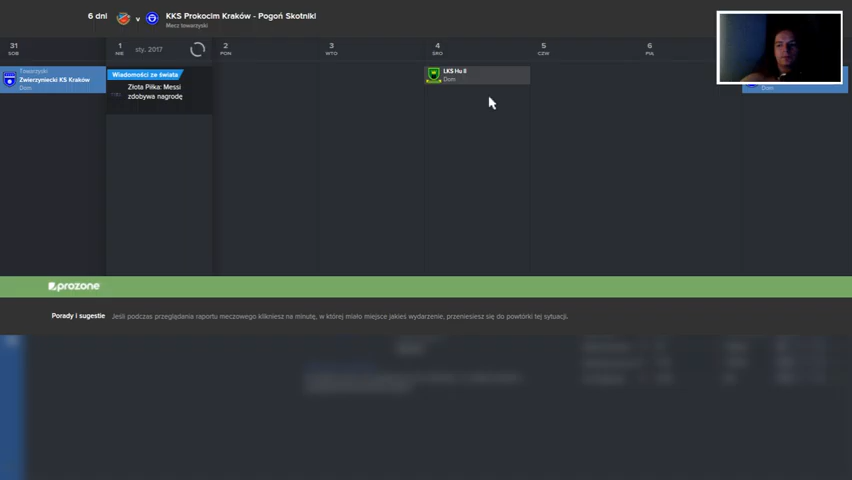 6 dni v KKS Prokocim Kraków - Pogoń Skotniki
Mecz towarzyski
31 1 sty, 2017 2 3 4 5 6
SOB NIE PON WTO ŚRO CZW PIĄ
Towarzyski
Zwierzyniecki KS Kraków
Dom
Wiadomości ze świata
Złota Piłka: Messi
zdobywa nagrodę
LKS Hu II
Dom
Dom
prozone
Porady i sugestie Jeśli podczas przeglądania raportu meczowego klikniesz na minutę, w której miało miejsce jakieś wydarzenie, przeniesiesz się do powtórki tej sytuacji.